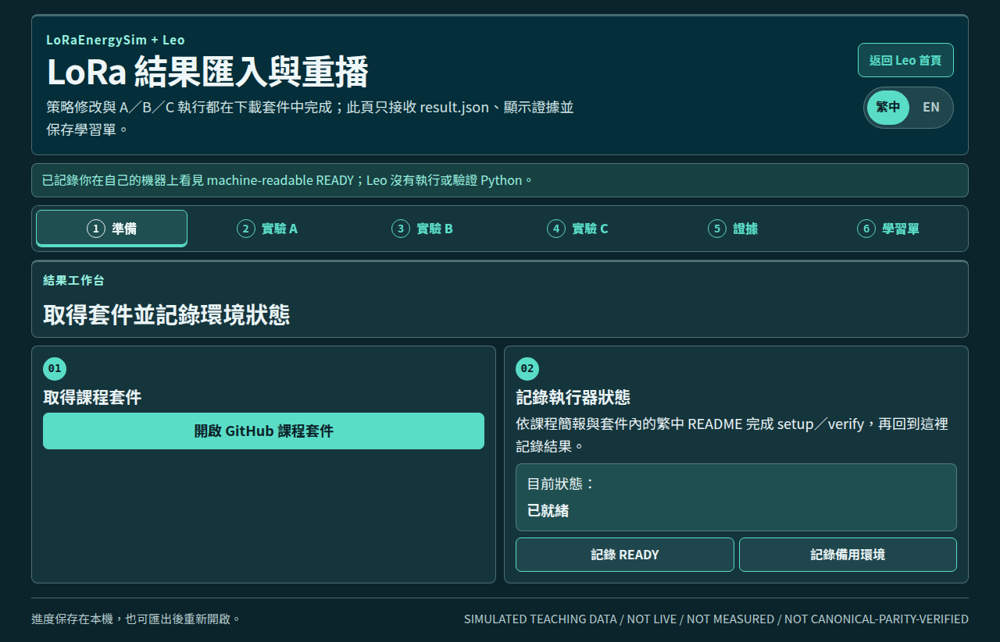 LoRaEnergySim + Leo
LoRa 結果匯入與重播
策略修改與 A／B／C 執行都在下載套件中完成；此頁只接收 result.json、顯示證據並
保存學習單。
返回 Leo 首頁
繁中 EN
已記錄你在自己的機器上看見 machine-readable READY；Leo 沒有執行或驗證 Python。
1 準備
2 實驗 A
3 實驗 B
4 實驗 C
5 證據
6 學習單
結果工作台
取得套件並記錄環境狀態
01
取得課程套件
開啟 GitHub 課程套件
02
記錄執行器狀態
依課程簡報與套件內的繁中 README 完成 setup／verify，再回到這裡
記錄結果。
目前狀態：
已就緒
記錄 READY
記錄備用環境
進度保存在本機，也可匯出後重新開啟。
SIMULATED TEACHING DATA / NOT LIVE / NOT MEASURED / NOT CANONICAL-PARITY-VERIFIED